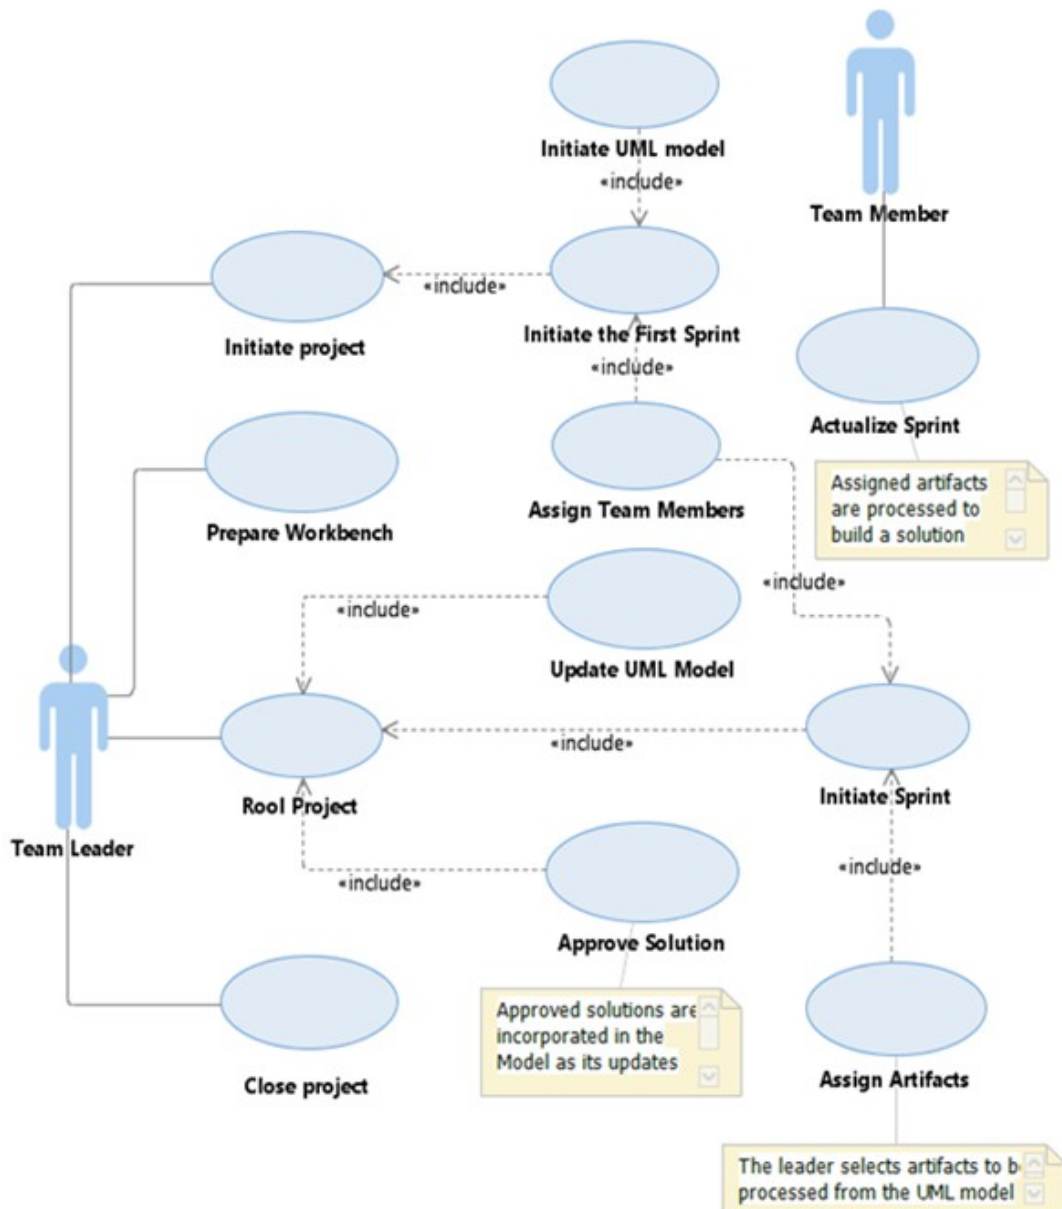 Initiate UML model
«include»
Team Member
«include»
Initiate the First Sprint
Initiate project
«include»
Actualize Sprint
Assigned artifacts
are processed to
build a solution
Assign Team Members
Prepare Workbench
«include»
«include»
Update UML Model
«include»
Rool Project
Initiate Sprint
Team Leader
«include»
«include»
Approve Solution
Approved solutions are
incorporated in the
Model as its updates
Close project
Assign Artifacts
The leader selects artifacts to
processed from the UML model